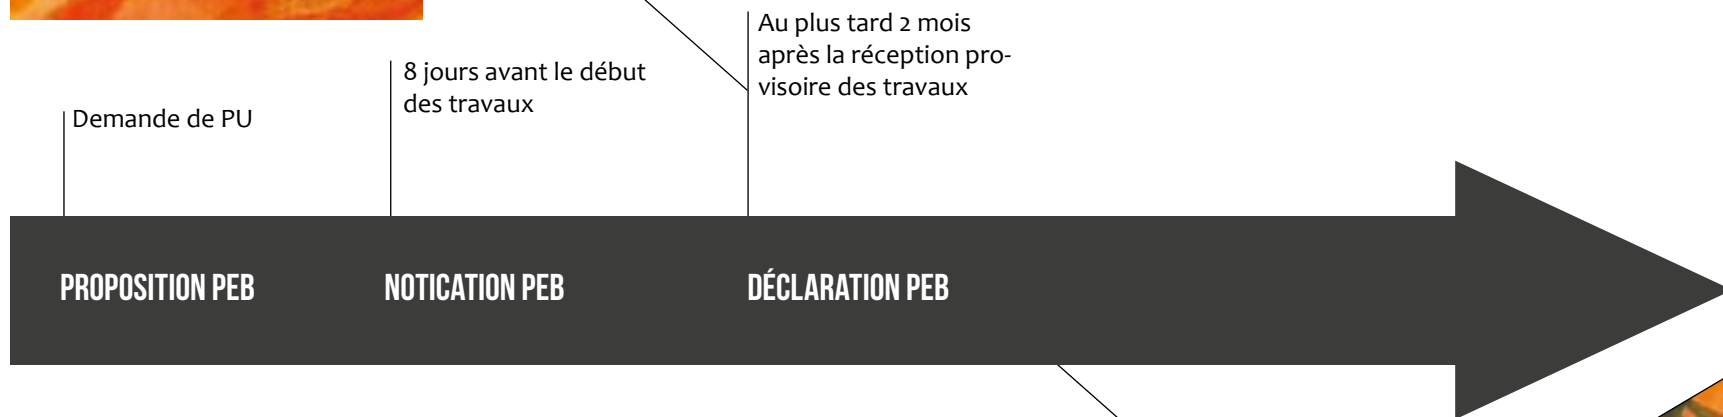 Au plus tard 2 mois
après la réception pro-
visoire des travaux
8 jours avant le début
des travaux
Demande de PU
PROPOSITION PEB
NOTICATION PEB
DÉCLARATION PEB